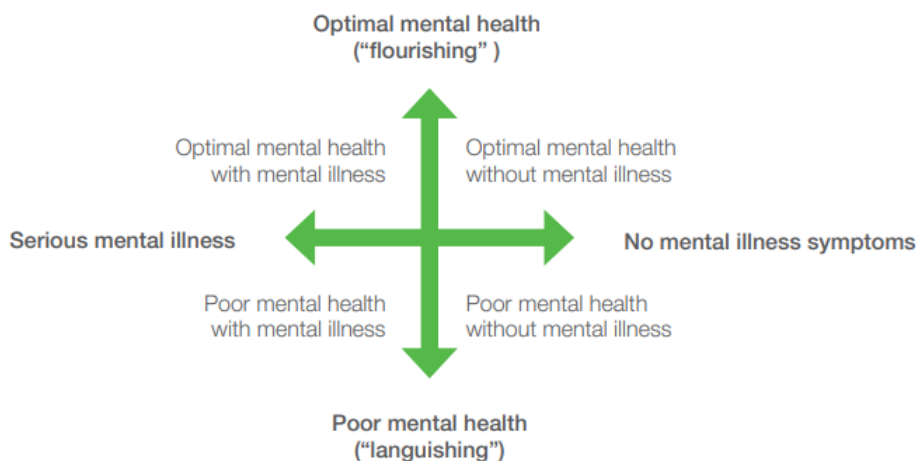 Optimal mental health
(“flourishing” )
Optimal mental health
with mental illness
Optimal mental health
without mental illness
Serious mental illness
No mental illness symptoms
Poor mental health
with mental illness
Poor mental health
without mental illness
Poor mental health
(“languishing”)